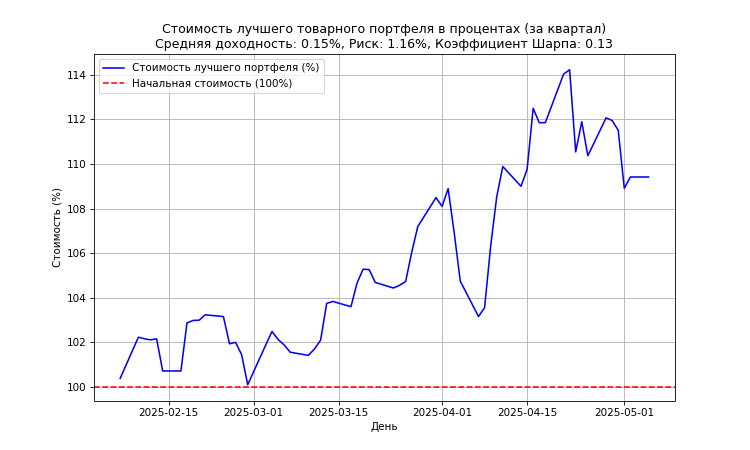 Стоимость лучшего товарного портфеля в процентах (за квартал)
Средняя доходность: 0.15%, Риск: 1.16%, Коэффициент Шарпа: 0.13
Стоимость лучшего портфеля (%)
Начальная стоимость (100%)
Стоимость (%)
114
112
110
108
106
104
102
100
2025-02-15
2025-03-01
2025-03-15
2025-04-01
2025-04-15
2025-05-01
День